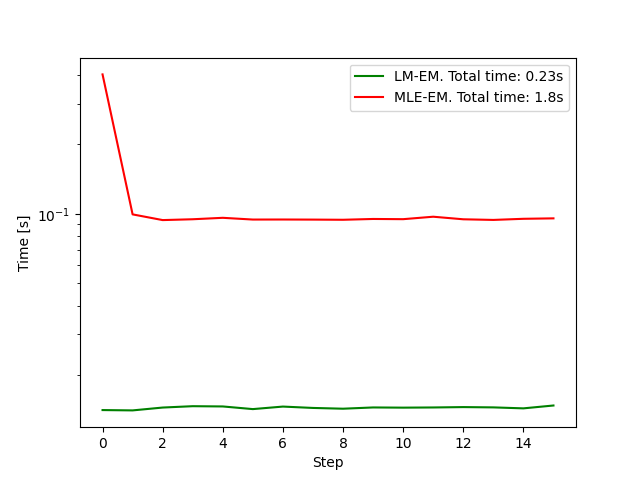 LM-EM. Total time: 0.23s
MLE-EM. Total time: 1.8s
10⁻¹
Time [s]
0 2 4 6 8 10 12 14
Step